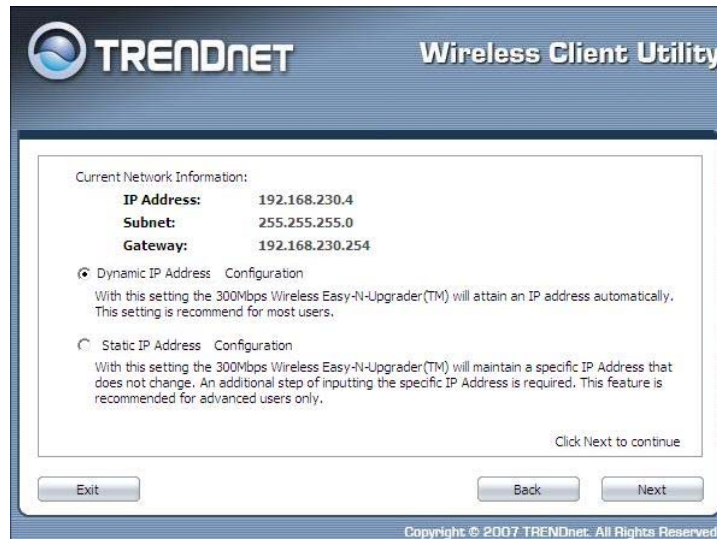 TRENDNET
Wireless Client Utility
Current Network Information:
IP Address: 192.168.230.4
Subnet: 255.255.255.0
Gateway: 192.168.230.254
Dynamic IP Address Configuration
With this setting the 300Mbps Wireless Easy-N-Upgrader(TM) will attain an IP address automatically.
This setting is recommend for most users.
Static IP Address Configuration
With this setting the 300Mbps Wireless Easy-N-Upgrader(TM) will maintain a specific IP Address that
does not change. An additional step of inputting the specific IP Address is required. This feature is
recommended for advanced users only.
Click Next to continue
Exit Back Next
Copyright © 2007 TRENDnet. All Rights Reserved